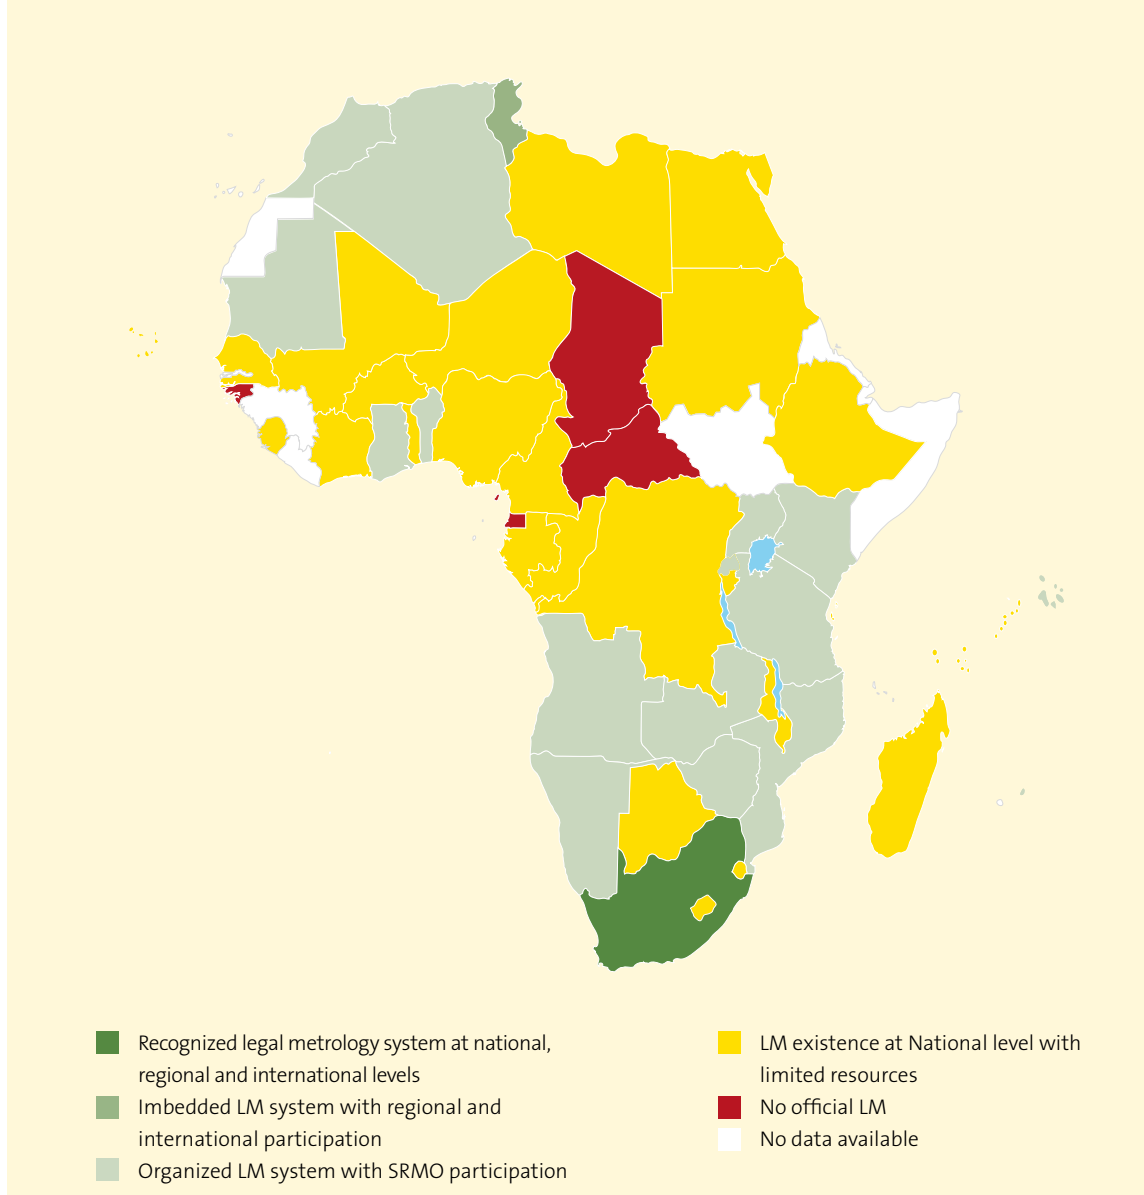 Recognized legal metrology system at national,
regional and international levels
Imbedded LM system with regional and
international participation
Organized LM system with SRMO participation
LM existence at National level with
limited resources
No official LM
No data available